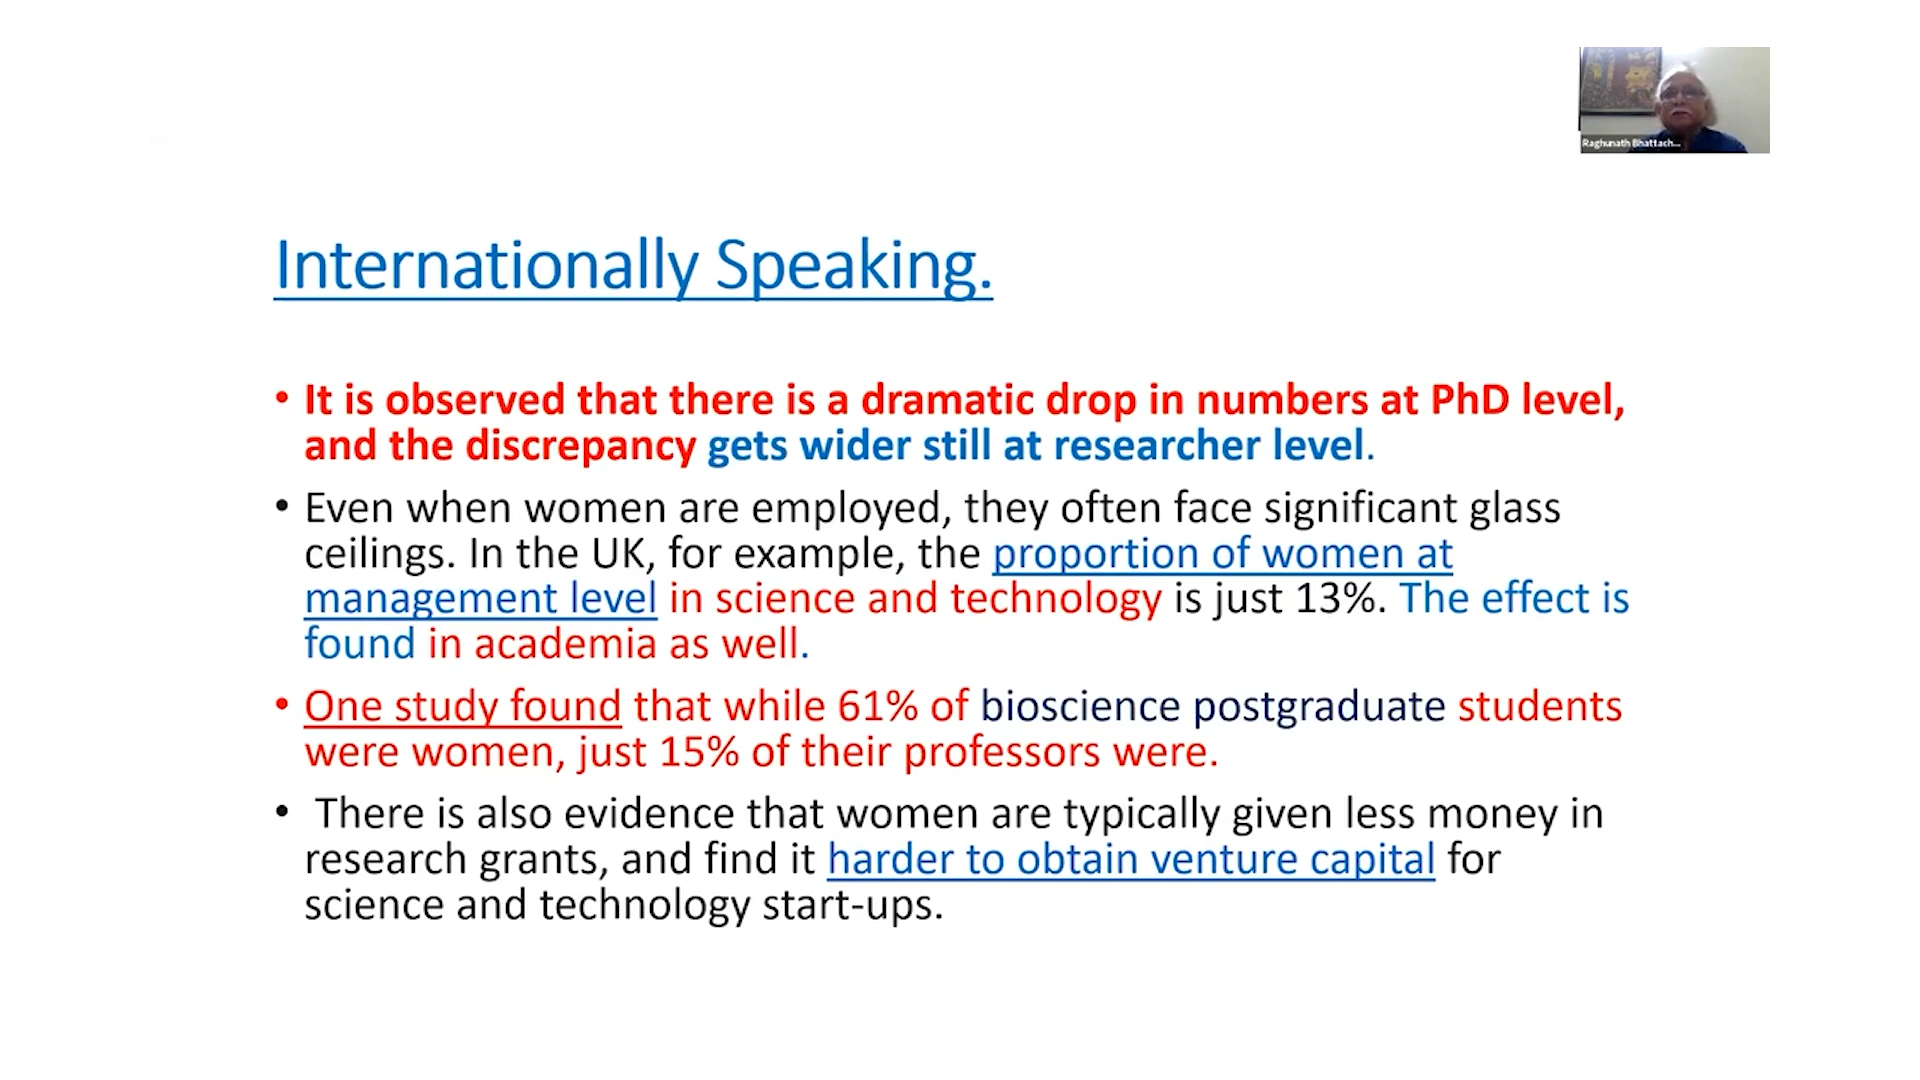 Raghunath Bhattach...
Internationally Speaking.
• It is observed that there is a dramatic drop in numbers at PhD level,
and the discrepancy gets wider still at researcher level.
• Even when women are employed, they often face significant glass
ceilings. In the UK, for example, the proportion of women at
management level in science and technology is just 13%. The effect is
found in academia as well.
• One study found that while 61% of bioscience postgraduate students
were women, just 15% of their professors were.
• There is also evidence that women are typically given less money in
research grants, and find it harder to obtain venture capital for
science and technology start-ups.